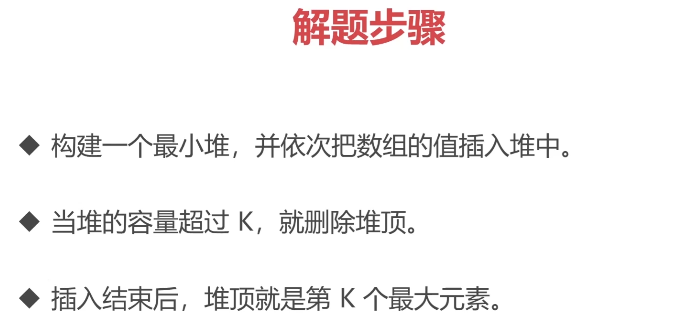 解题步骤
◆ 构建一个最小堆，并依次把数组的值插入堆中。
◆ 当堆的容量超过 K，就删除堆顶。
◆ 插入结束后，堆顶就是第 K 个最大元素。